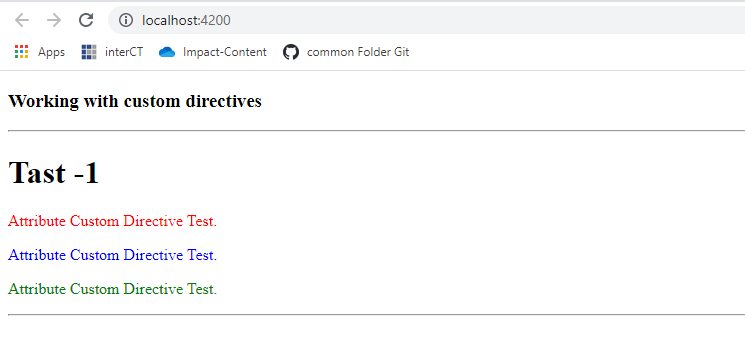 localhost:4200
Apps interCT Impact-Content common Folder Git
Working with custom directives
Tast -1
Attribute Custom Directive Test.
Attribute Custom Directive Test.
Attribute Custom Directive Test.